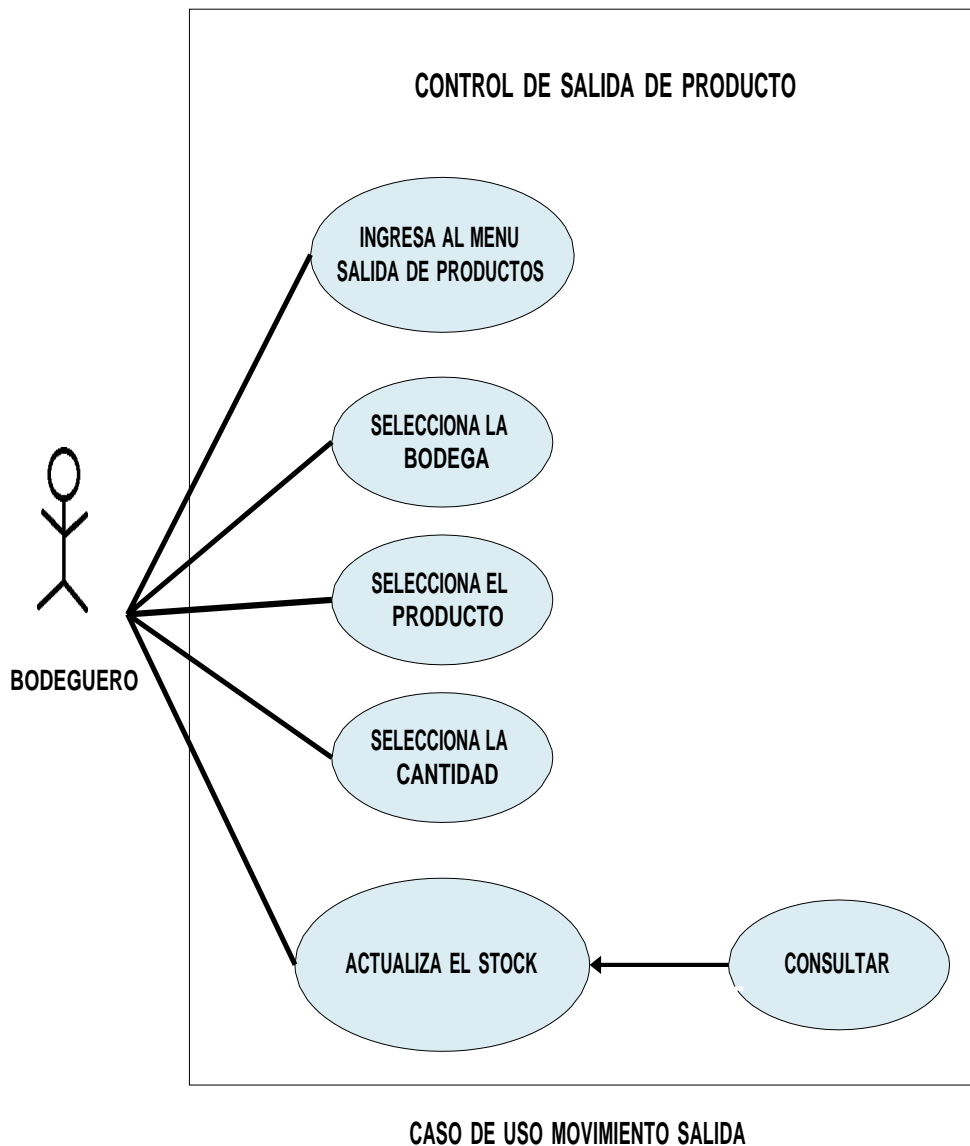 CONTROL DE SALIDA DE PRODUCTO
INGRESA AL MENU
SALIDA DE PRODUCTOS
SELECCIONA LA
BODEGA
SELECCIONA EL
PRODUCTO
BODEGUERO
SELECCIONA LA
CANTIDAD
ACTUALIZA EL STOCK
CONSULTAR
CASO DE USO MOVIMIENTO SALIDA